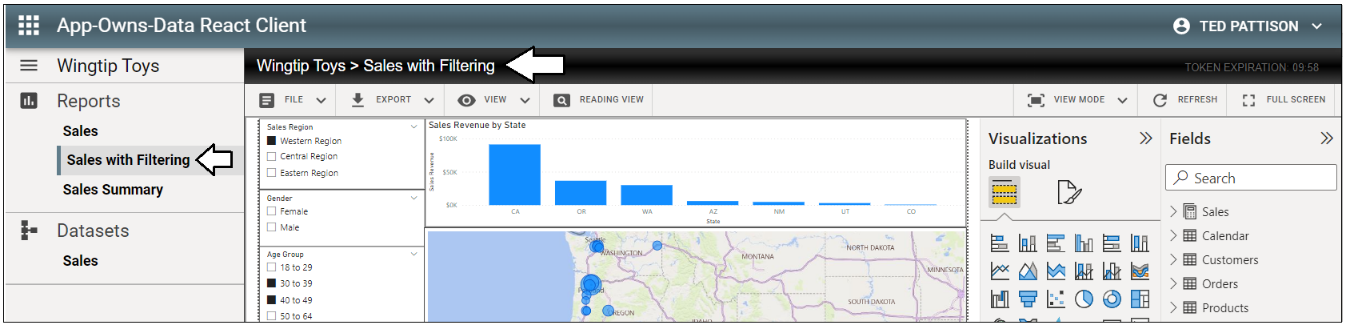 App-Owns-Data React Client
TED PATTISON
Wingtip Toys
Wingtip Toys > Sales with Filtering
TOKEN EXPIRATION: 09:58
Reports
Sales
Sales with Filtering
Sales Summary
Datasets
Sales
FILE
EXPORT
VIEW
READING VIEW
VIEW MODE
REFRESH
FULL SCREEN
Sales Region
Western Region
Central Region
Eastern Region
Gender
Female
Male
Age Group
18 to 29
30 to 39
40 to 49
50 to 64
Sales Revenue by State
Sales Revenue
$100K
$50K
$0K
CA
OR
WA
AZ
NM
UT
CO
State
WASHINGTON
MONTANA
NORTH DAKOTA
MINNESOTA
SOUTH DAKOTA
OREGON
Visualizations
Build visual
Fields
Search
Sales
Calendar
Customers
Orders
Products